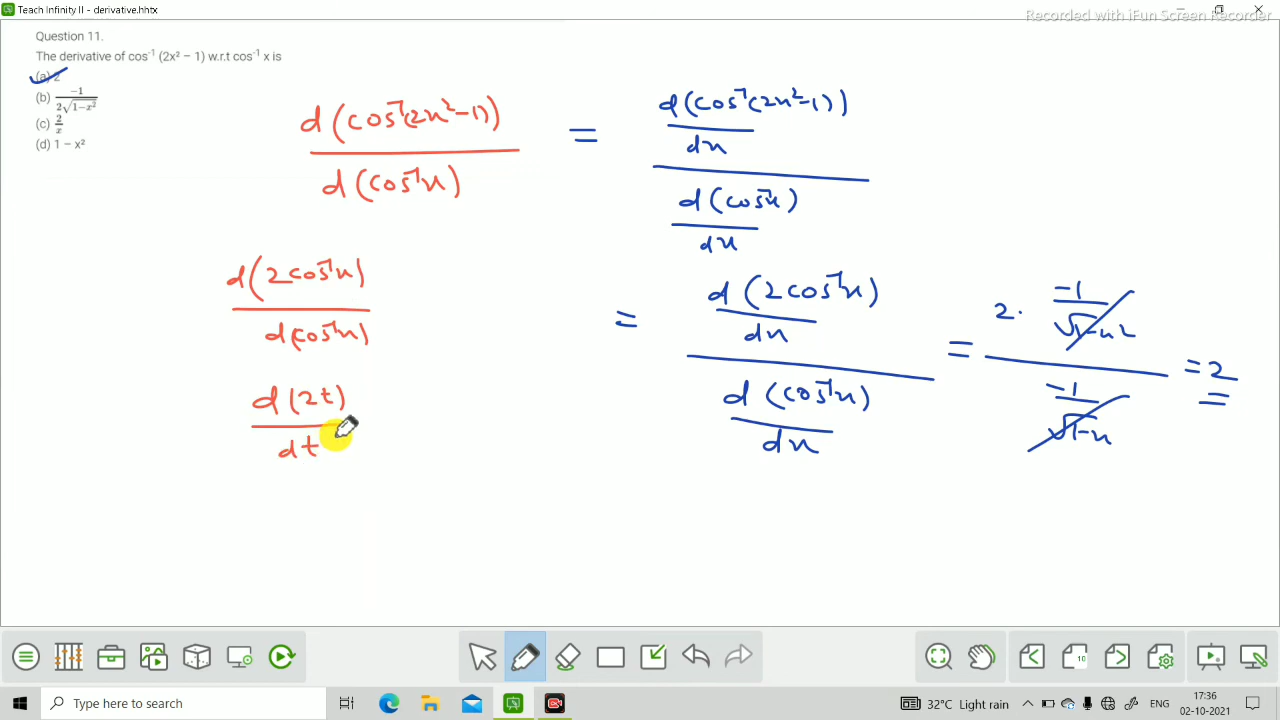 Teach Infinity II - derivative.hhtx
Recorded with iFun Screen Recorder
Question 11.
The derivative of cos⁻¹ (2x² – 1) w.r.t cos⁻¹ x is
(a) 2
(b) -1 / 2√1−x²
(c) 2/x
(d) 1 – x²
d(cos⁻¹(2x²-1)) / d(cos⁻¹x) = d(cos⁻¹(2x²-1))/dx / d(cos⁻¹x)/dx
d(2cos⁻¹x) / d(cos⁻¹x)
= d(2cos⁻¹x)/dx / d(cos⁻¹x)/dx = 2. -1/√1-x2 / -1/√1-x = 2
d(2t) / dt
10
Type here to search
32°C Light rain
ENG
17:36
02-10-2021